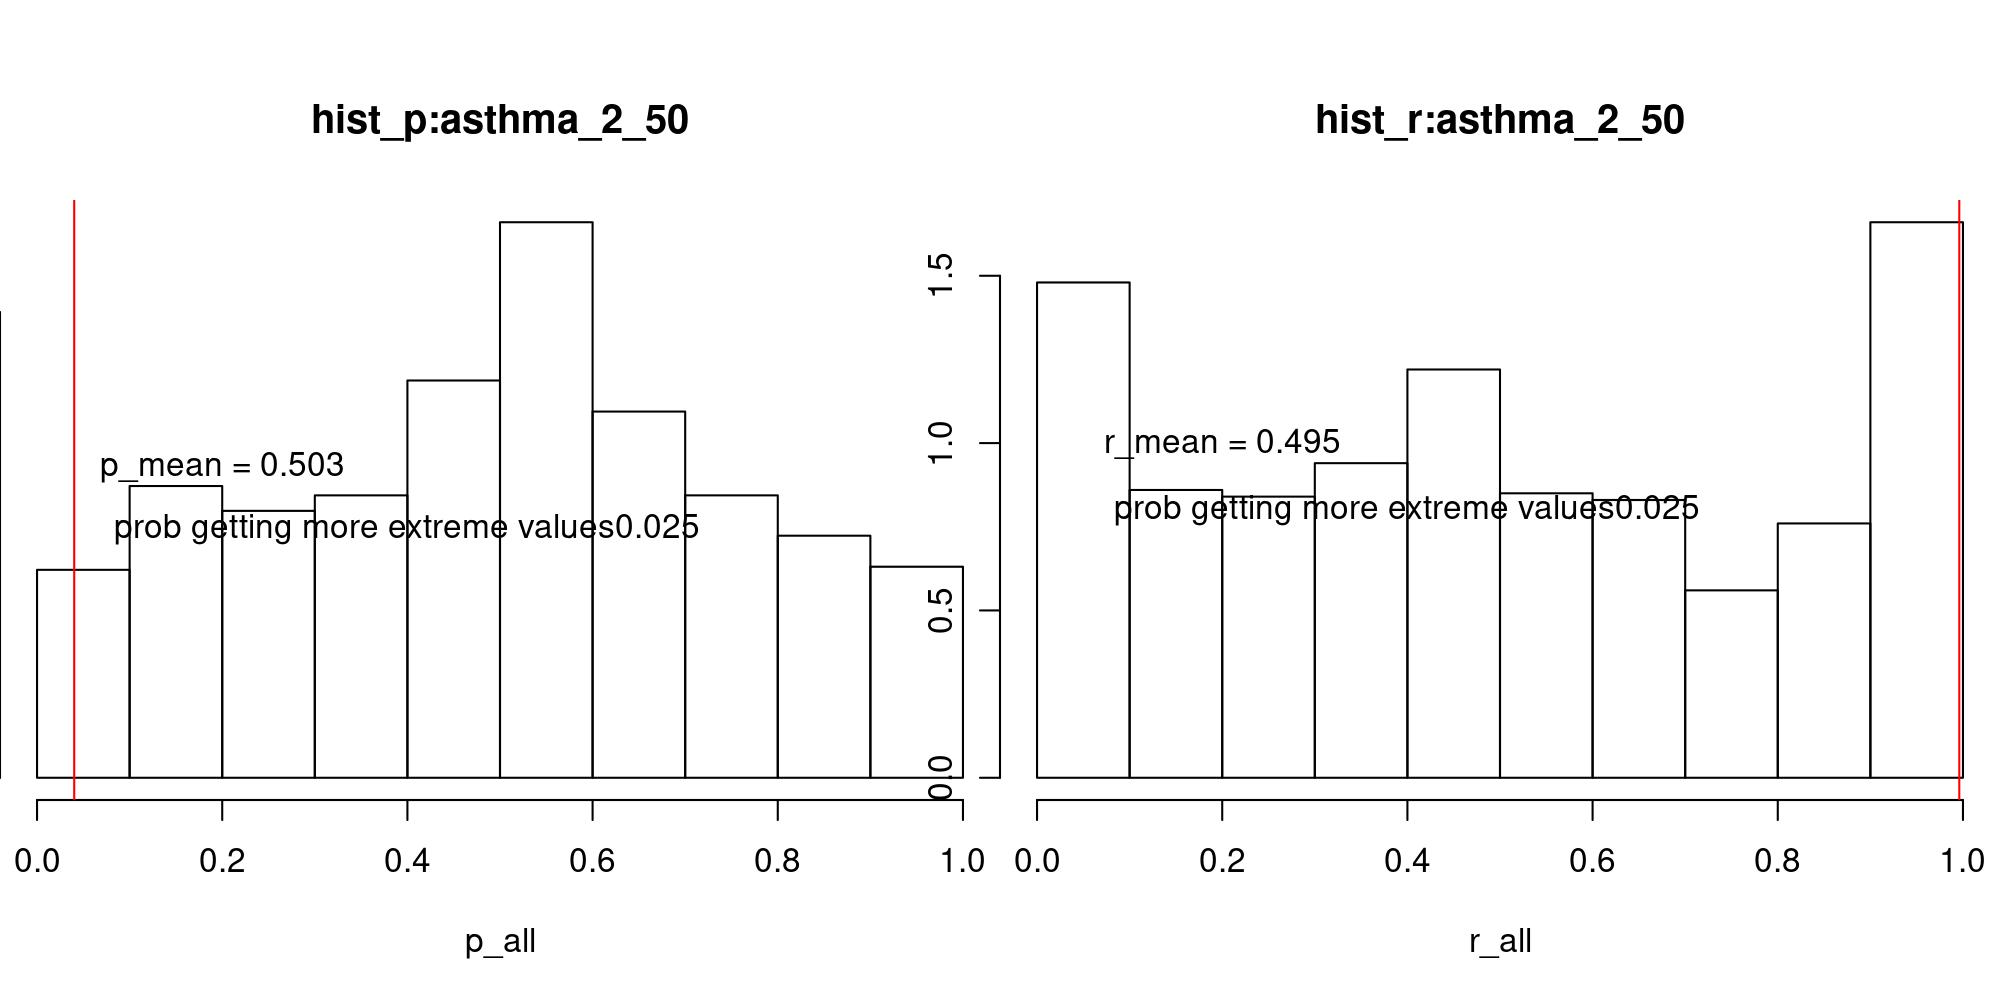 hist_p:asthma_2_50
p_mean = 0.503
prob getting more extreme values0.025
0.0 0.2 0.4 0.6 0.8 1.0
p_all
hist_r:asthma_2_50
1.5
1.0
0.5
0.0
r_mean = 0.495
prob getting more extreme values0.025
0.0 0.2 0.4 0.6 0.8 1.0
r_all